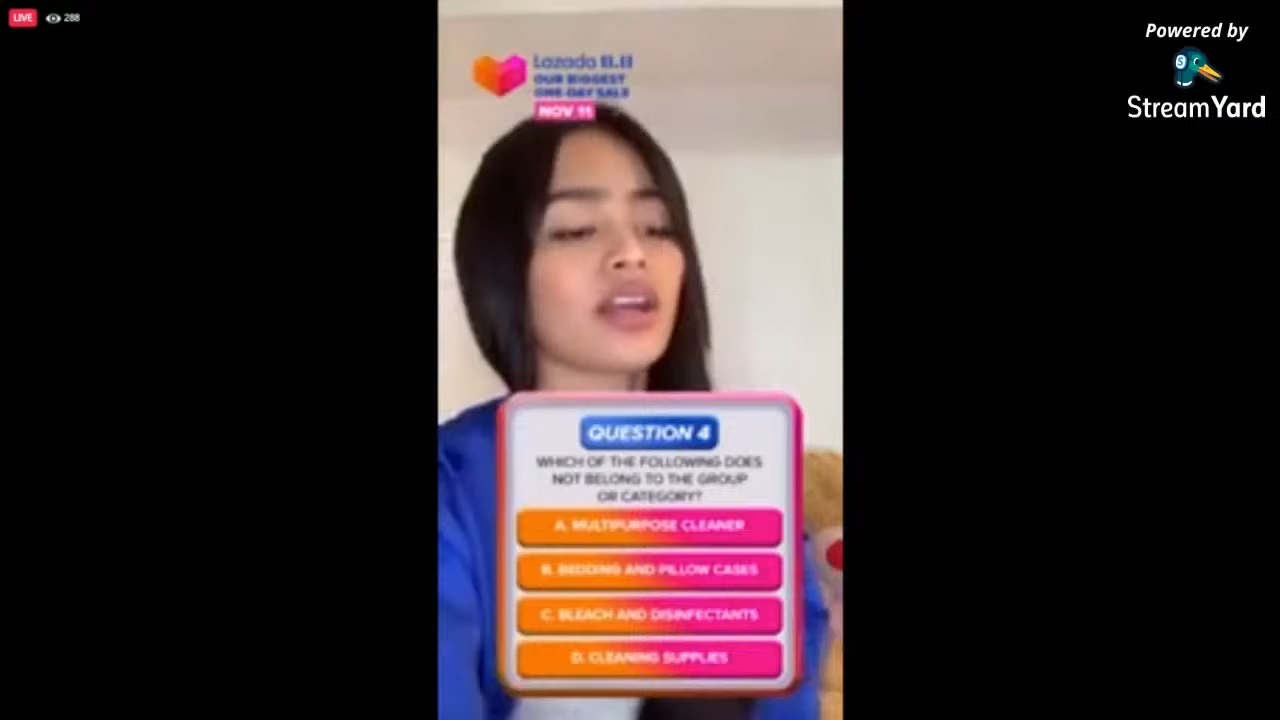 LIVE 288
Powered by
StreamYard
Lazada 11.11
OUR BIGGEST
ONE-DAY SALE
NOV 11
QUESTION 4
WHICH OF THE FOLLOWING DOES
NOT BELONG TO THE GROUP
OR CATEGORY?
A. MULTIPURPOSE CLEANER
B. BEDDING AND PILLOW CASES
C. BLEACH AND DISINFECTANTS
D. CLEANING SUPPLIES